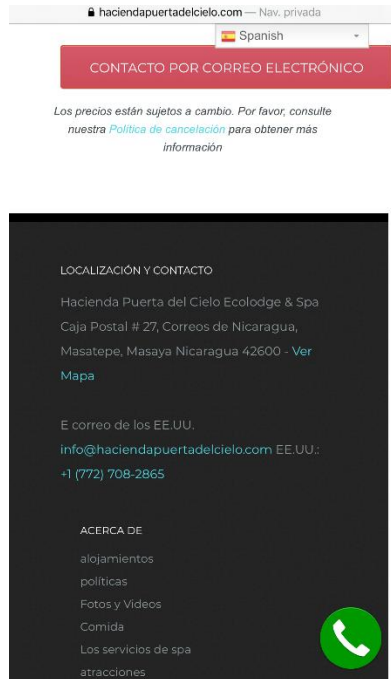 haciendapuertadelcielo.com — Nav. privada
Spanish
CONTACTO POR CORREO ELECTRÓNICO
Los precios están sujetos a cambio. Por favor, consulte
nuestra Política de cancelación para obtener más
información
LOCALIZACIÓN Y CONTACTO
Hacienda Puerta del Cielo Ecolodge & Spa
Caja Postal # 27, Correos de Nicaragua,
Masatepe, Masaya Nicaragua 42600 - Ver
Mapa
E correo de los EE.UU.
info@haciendapuertadelcielo.com EE.UU.:
+1 (772) 708-2865
ACERCA DE
alojamientos
políticas
Fotos y Videos
Comida
Los servicios de spa
atracciones